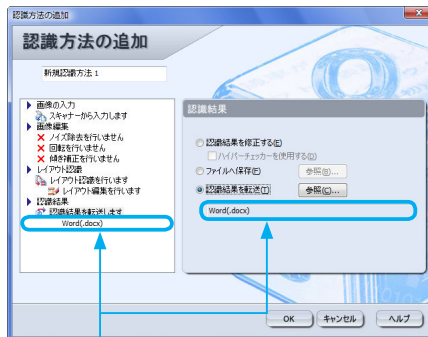 認識方法の追加
認識方法の追加
新規認識方法 1
画像の入力
スキャナーから入力します
画像編集
ノイズ除去を行いません
回転を行いません
傾き補正を行いません
レイアウト認識
レイアウト認識を行います
レイアウト編集を行います
認識結果
認識結果を転送します
Word(.docx)
認識結果
認識結果を修正する(E)
ハイパーチェッカーを使用する(Q)
ファイルへ保存(F) 参照(B)...
認識結果を転送(T) 参照(C)...
Word(.docx)
OK キャンセル ヘルプ